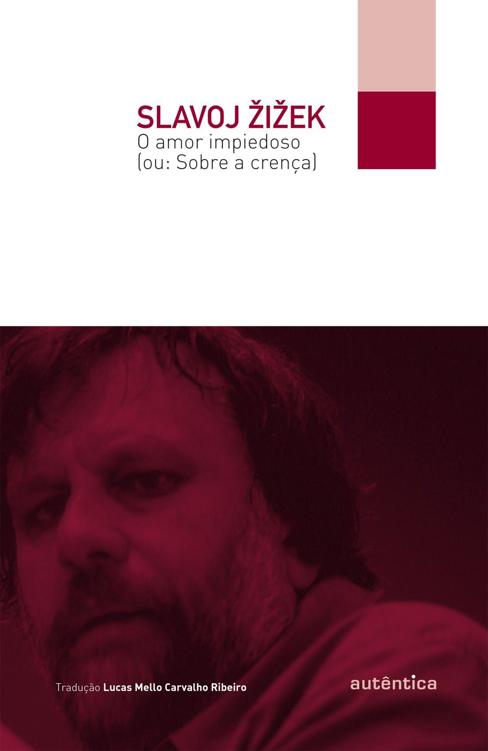 SLAVOJ ŽIŽEK
O amor impiedoso
(ou: Sobre a crença)
Tradução Lucas Mello Carvalho Ribeiro
autêntica